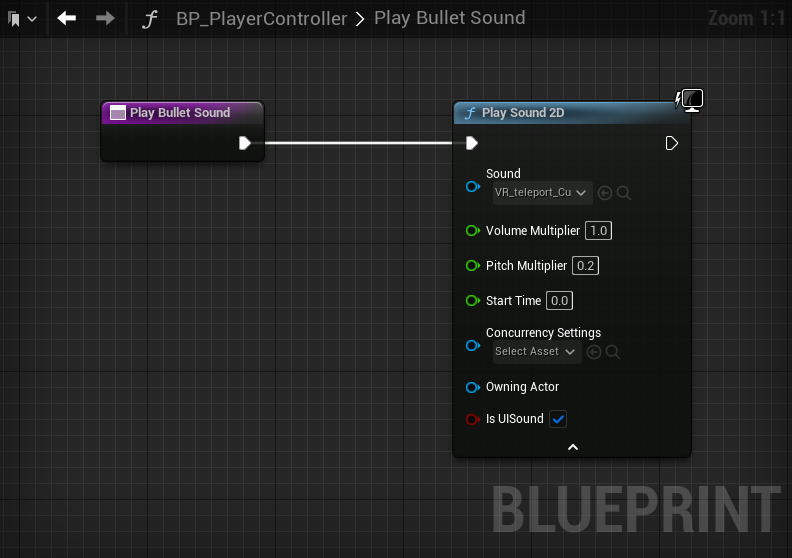 BP_PlayerController > Play Bullet Sound
Zoom 1:1
Play Bullet Sound
f Play Sound 2D
Sound
VR_teleport_Cu
Volume Multiplier 1.0
Pitch Multiplier 0.2
Start Time 0.0
Concurrency Settings
Select Asset
Owning Actor
Is UISound
BLUEPRINT